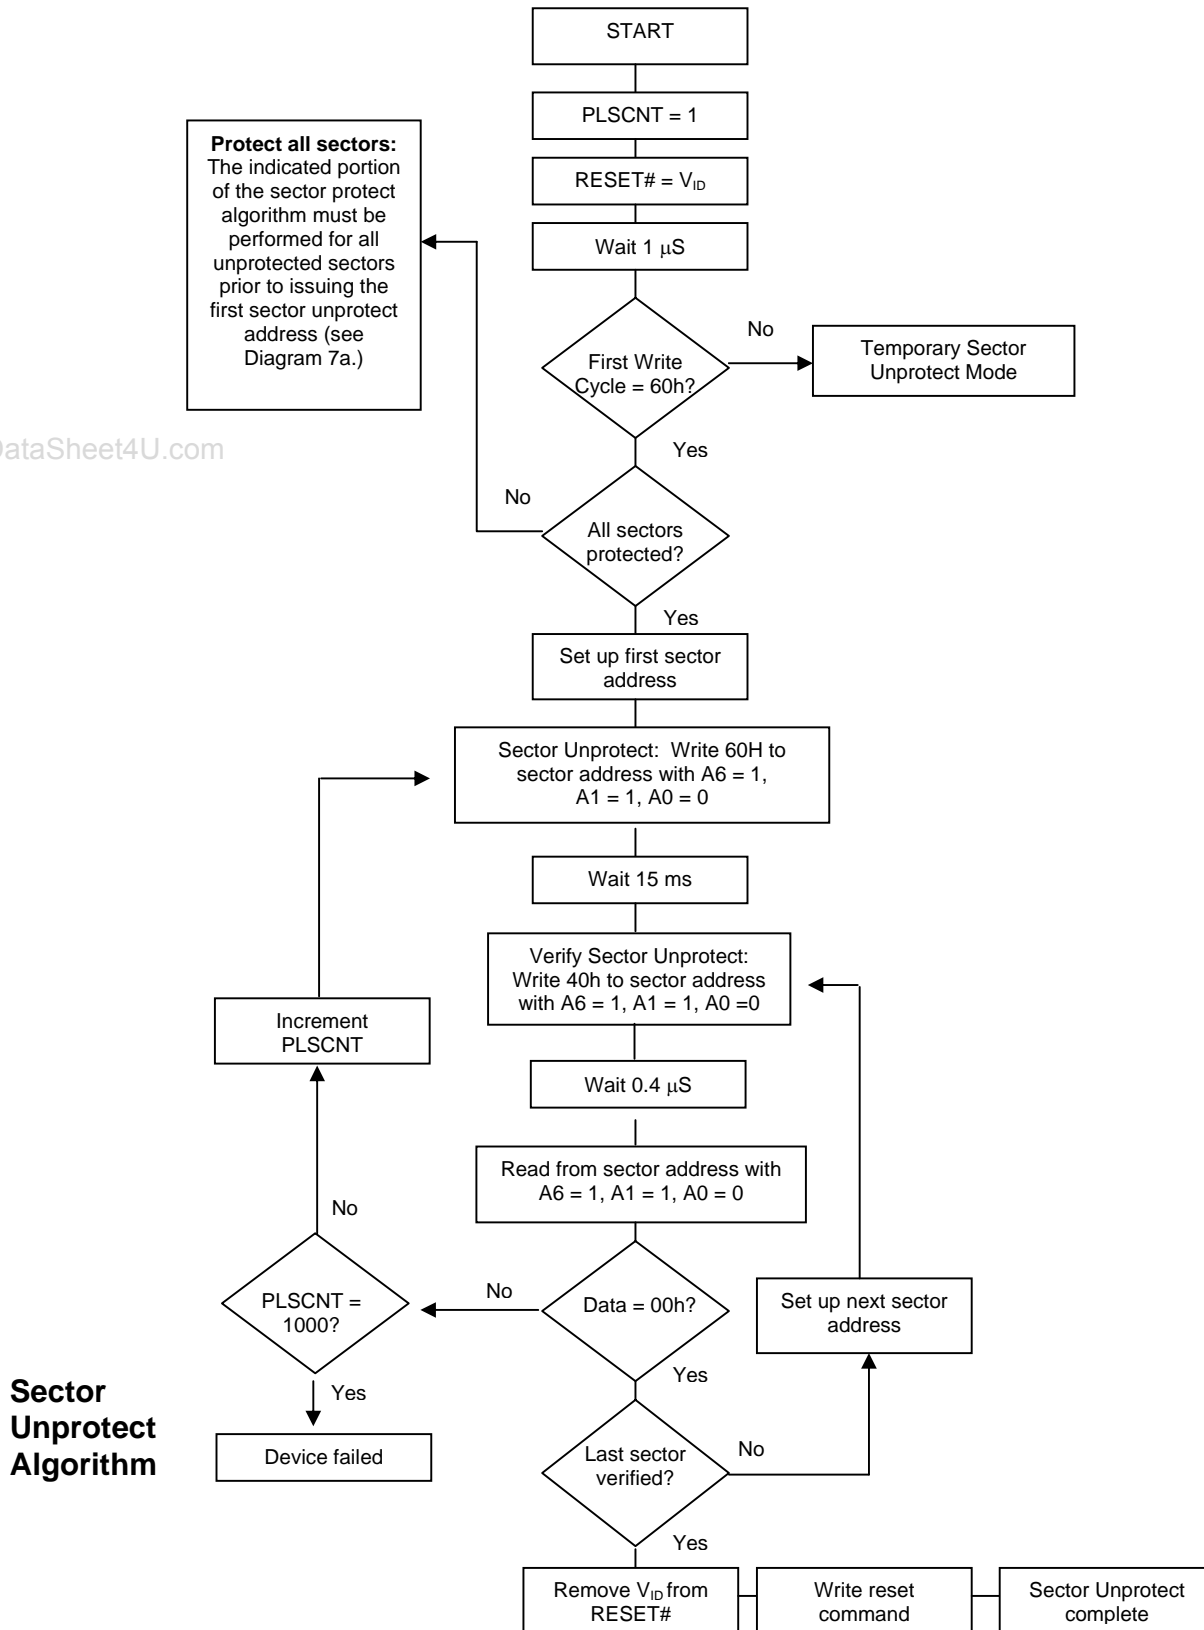 START
PLSCNT = 1
RESET# = VID
Wait 1 µS
Protect all sectors:
The indicated portion
of the sector protect
algorithm must be
performed for all
unprotected sectors
prior to issuing the
first sector unprotect
address (see
Diagram 7a.)
First Write
Cycle = 60h?
No
Temporary Sector
Unprotect Mode
Yes
ataSheet4U.com
No
All sectors
protected?
Yes
Set up first sector
address
Sector Unprotect: Write 60H to
sector address with A6 = 1,
A1 = 1, A0 = 0
Wait 15 ms
Verify Sector Unprotect:
Write 40h to sector address
with A6 = 1, A1 = 1, A0 =0
Increment
PLSCNT
Wait 0.4 µS
Read from sector address with
A6 = 1, A1 = 1, A0 = 0
No
PLSCNT =
1000?
No
Data = 00h?
Set up next sector
address
Yes
Yes
Device failed
Sector
Unprotect
Algorithm
Last sector
verified?
No
Yes
Remove VID from
RESET#
Write reset
command
Sector Unprotect
complete